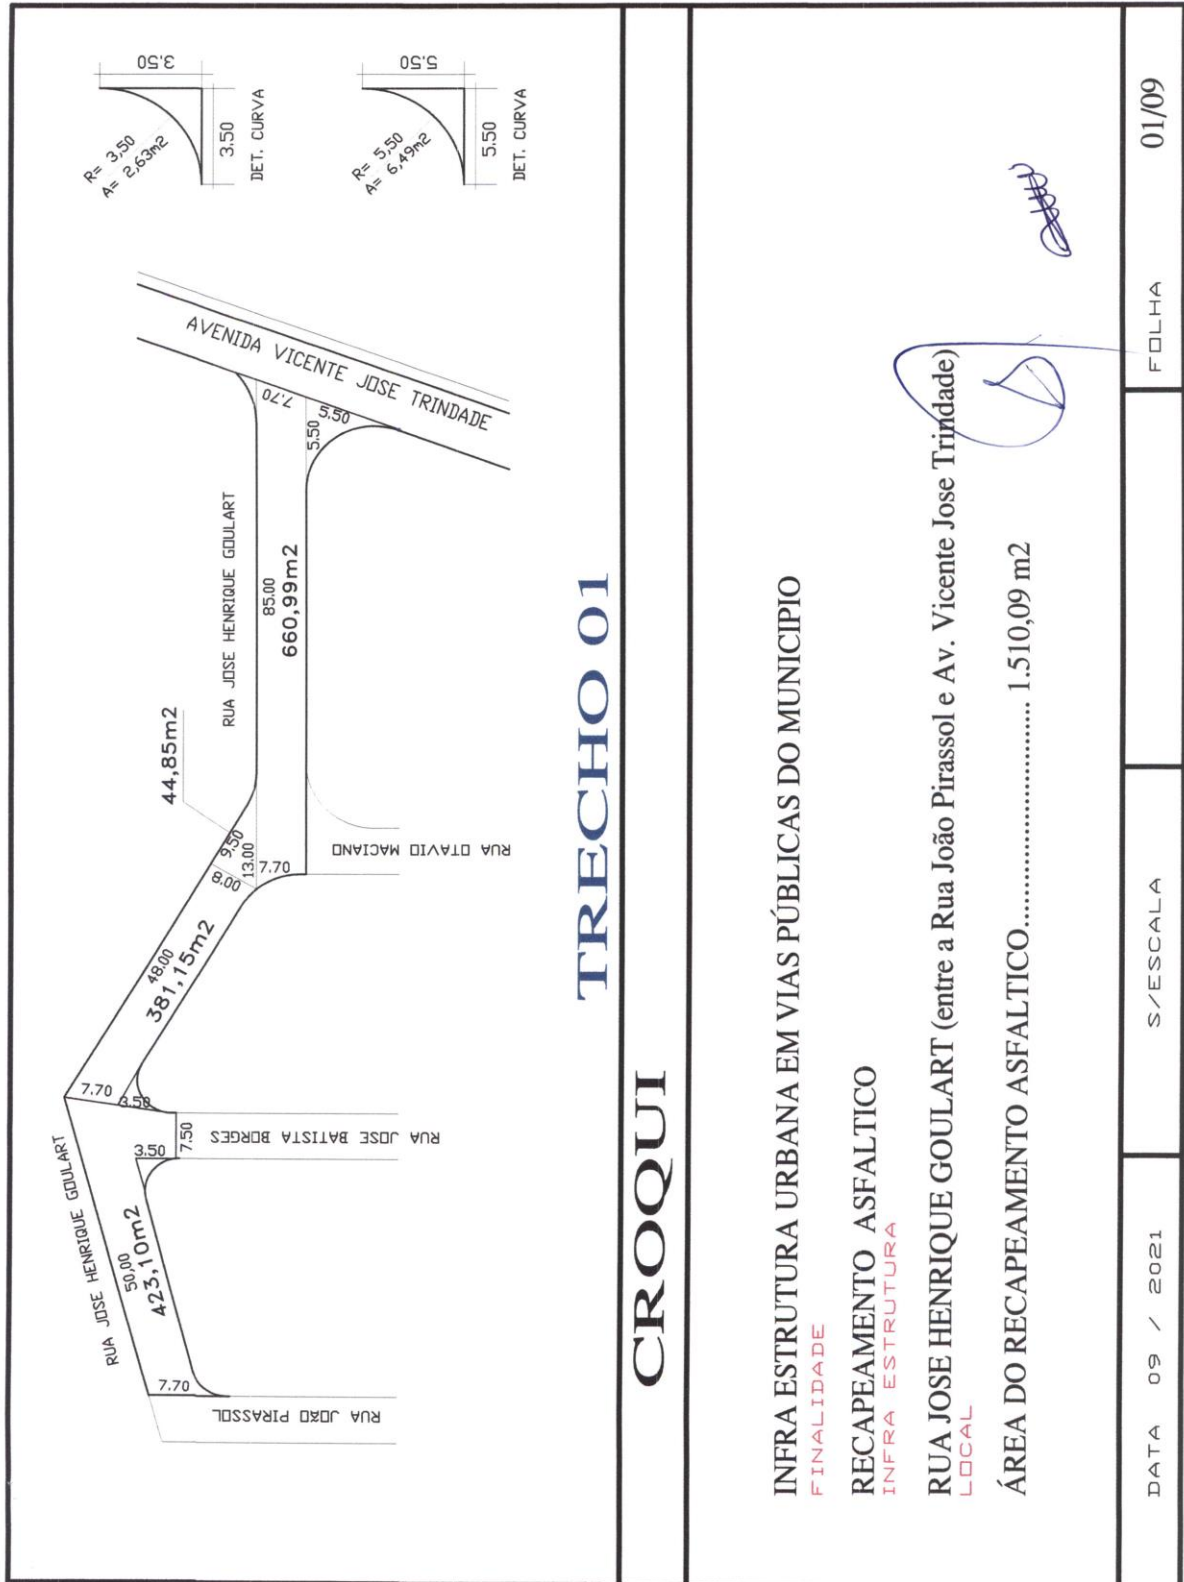 RUA JOSE HENRIQUE GOULART
50,00
423,10m2
7.70
RUA JOÃO PIRASSOL
7.70
3.50
3.50
7.50
RUA JOSE BATISTA BORGES
48.00
381,15m2
44,85m2
9.50
8.00
13.00
7.70
RUA OTAVIO MACIANO
RUA JOSE HENRIQUE GOULART
85.00
660,99m2
7.70
5.50
5.50
AVENIDA VICENTE JOSE TRINDADE
R= 3,50
A= 2,63m2
3.50
3.50
DET. CURVA
R= 5,50
A= 6,49m2
5.50
5.50
DET. CURVA
TRECHO 01
CROQUI
INFRA ESTRUTURA URBANA EM VIAS PÚBLICAS DO MUNICIPIO
FINALIDADE
RECAPEAMENTO ASFALTICO
INFRA ESTRUTURA
RUA JOSE HENRIQUE GOULART (entre a Rua João Pirassol e Av. Vicente Jose Trindade)
LOCAL
ÁREA DO RECAPEAMENTO ASFALTICO................................... 1.510,09 m2
DATA 09 / 2021
S/ESCALA
FOLHA 01/09